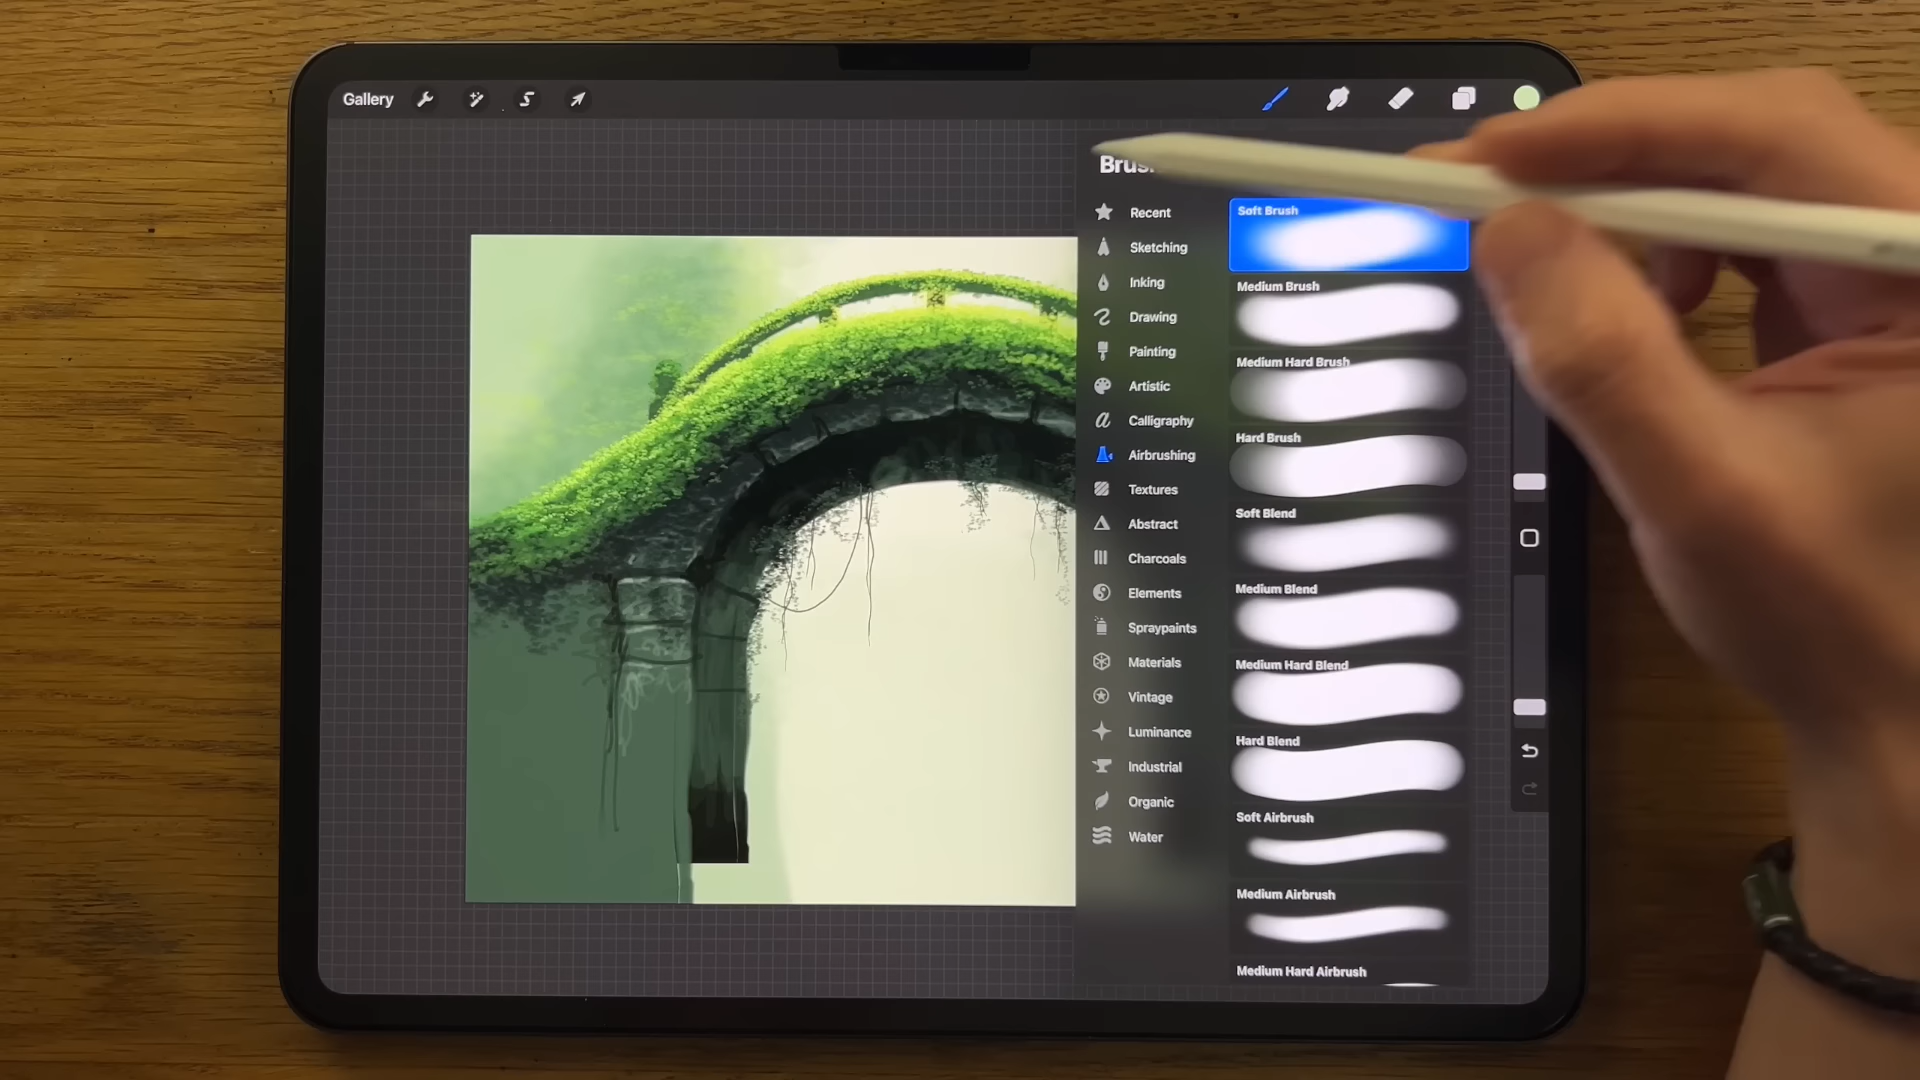 Gallery
Recent
Sketching
Inking
Drawing
Painting
Artistic
Calligraphy
Airbrushing
Textures
Abstract
Charcoals
Elements
Spraypaints
Materials
Vintage
Luminance
Industrial
Organic
Water
Soft Brush
Medium Brush
Medium Hard Brush
Hard Brush
Soft Blend
Medium Blend
Medium Hard Blend
Hard Blend
Soft Airbrush
Medium Airbrush
Medium Hard Airbrush